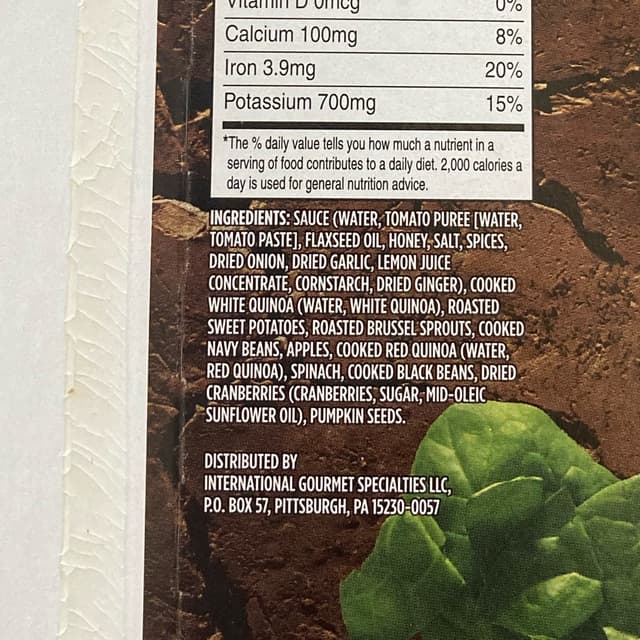 Vitamin D 0mcg 0%
Calcium 100mg 8%
Iron 3.9mg 20%
Potassium 700mg 15%
*The % daily value tells you how much a nutrient in a
serving of food contributes to a daily diet. 2,000 calories a
day is used for general nutrition advice.
INGREDIENTS: SAUCE (WATER, TOMATO PUREE [WATER,
TOMATO PASTE], FLAXSEED OIL, HONEY, SALT, SPICES,
DRIED ONION, DRIED GARLIC, LEMON JUICE
CONCENTRATE, CORNSTARCH, DRIED GINGER), COOKED
WHITE QUINOA (WATER, WHITE QUINOA), ROASTED
SWEET POTATOES, ROASTED BRUSSEL SPROUTS, COOKED
NAVY BEANS, APPLES, COOKED RED QUINOA (WATER,
RED QUINOA), SPINACH, COOKED BLACK BEANS, DRIED
CRANBERRIES (CRANBERRIES, SUGAR, MID-OLEIC
SUNFLOWER OIL), PUMPKIN SEEDS.
DISTRIBUTED BY
INTERNATIONAL GOURMET SPECIALTIES LLC,
P.O. BOX 57, PITTSBURGH, PA 15230-0057